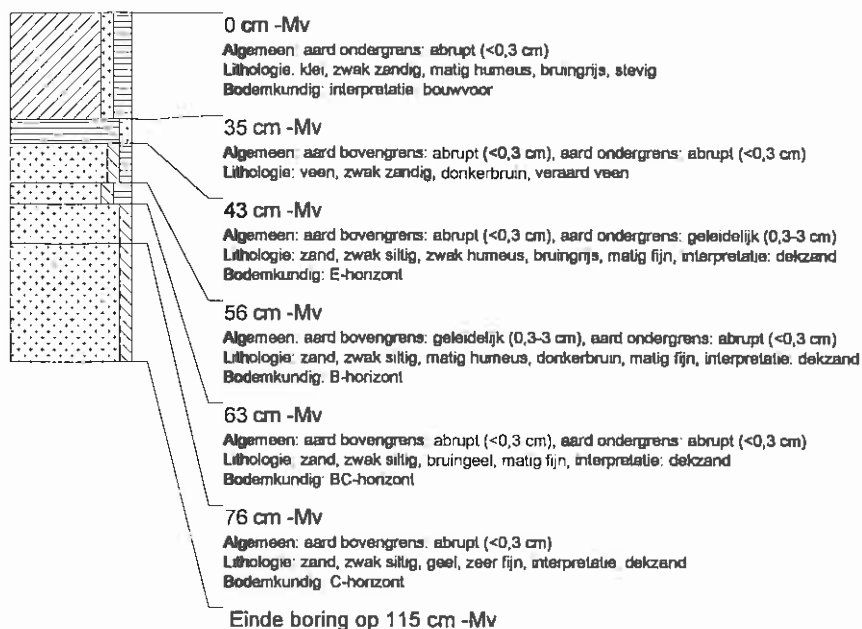 0 cm -Mv
Algemeen: aard ondergrens: abrupt (<0,3 cm)
Lithologie: klei, zwak zandig, matig humeus, bruingrijs, stevig
Bodemkundig: interpretatie: bouwvoor
35 cm -Mv
Algemeen: aard bovengrens: abrupt (<0,3 cm), aard ondergrens: abrupt (<0,3 cm)
Lithologie: veen, zwak zandig, donkerbruin, veraard veen
43 cm -Mv
Algemeen: aard bovengrens: abrupt (<0,3 cm), aard ondergrens: geleidelijk (0,3-3 cm)
Lithologie: zand, zwak siltig, zwak humeus, bruingrijs, matig fijn, interpretatie: dekzand
Bodemkundig: E-horizont
56 cm -Mv
Algemeen: aard bovengrens: geleidelijk (0,3-3 cm), aard ondergrens: abrupt (<0,3 cm)
Lithologie: zand, zwak siltig, matig humeus, donkerbruin, matig fijn, interpretatie: dekzand
Bodemkundig: B-horizont
63 cm -Mv
Algemeen: aard bovengrens: abrupt (<0,3 cm), aard ondergrens: abrupt (<0,3 cm)
Lithologie: zand, zwak siltig, bruingeel, matig fijn, interpretatie: dekzand
Bodemkundig: BC-horizont
76 cm -Mv
Algemeen: aard bovengrens: abrupt (<0,3 cm)
Lithologie: zand, zwak siltig, geel, zeer fijn, interpretatie: dekzand
Bodemkundig: C-horizont
Einde boring op 115 cm -Mv